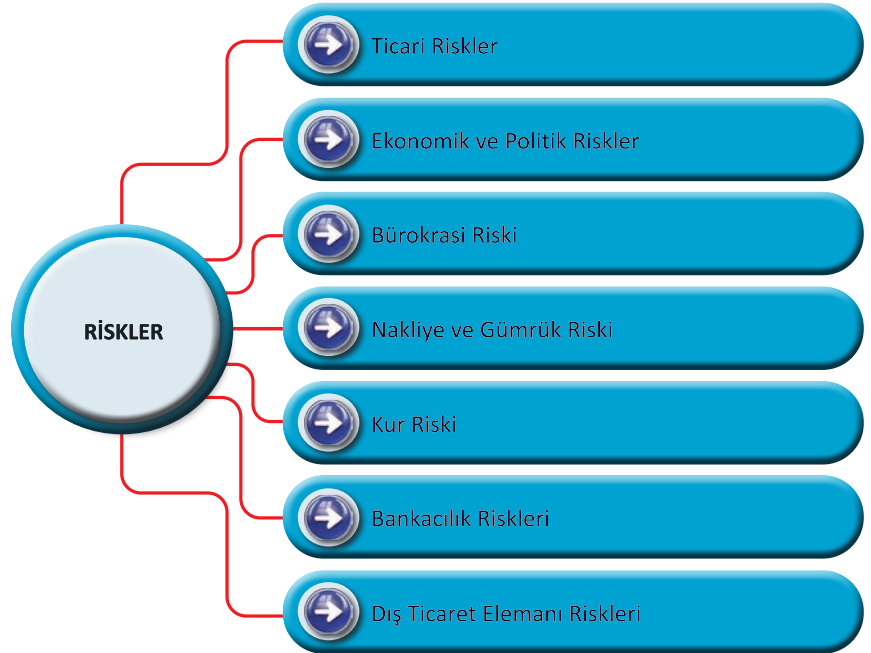 Ticari Riskler
Ekonomik ve Politik Riskler
Bürokrasi Riski
RİSKLER
Nakliye ve Gümrük Riski
Kur Riski
Bankacılık Riskleri
Dış Ticaret Elemanı Riskleri